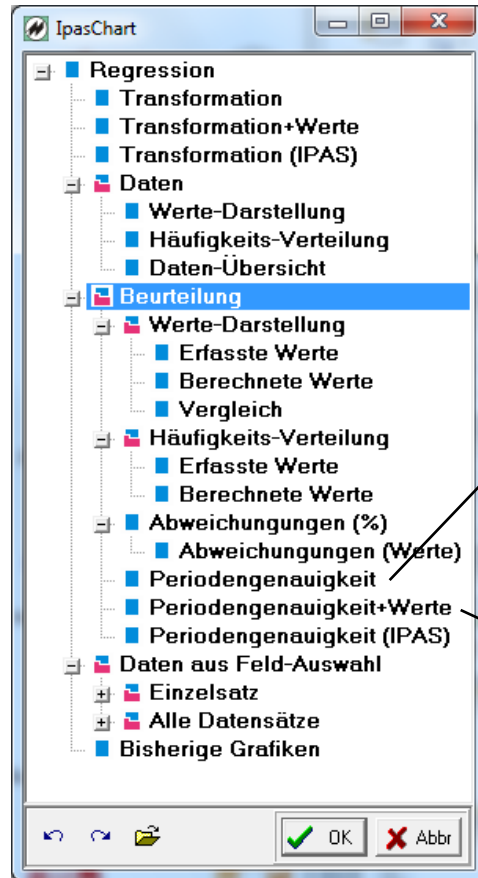 IpasChart
Regression
Transformation
Transformation+Werte
Transformation (IPAS)
Daten
Werte-Darstellung
Häufigkeits-Verteilung
Daten-Übersicht
Beurteilung
Werte-Darstellung
Erfasste Werte
Berechnete Werte
Vergleich
Häufigkeits-Verteilung
Erfasste Werte
Berechnete Werte
Abweichungungen (%)
Abweichungungen (Werte)
Periodengenauigkeit
Periodengenauigkeit+Werte
Periodengenauigkeit (IPAS)
Daten aus Feld-Auswahl
Einzelsatz
Alle Datensätze
Bisherige Grafiken
OK Abbr